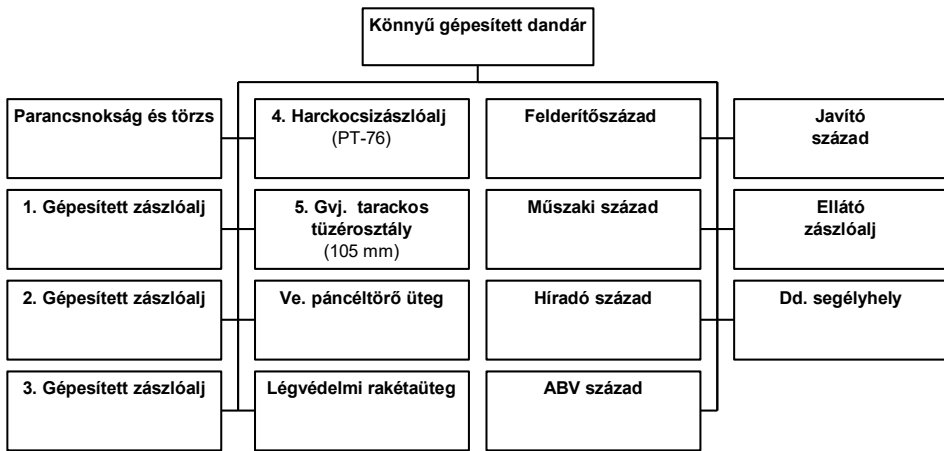 Könnyű gépesített dandár
Parancsnokság és törzs
1. Gépesített zászlóalj
2. Gépesített zászlóalj
3. Gépesített zászlóalj
4. Harckocsizászlóalj
(PT-76)
5. Gvj. tarackos
tüzérosztály
(105 mm)
Ve. páncéltörő üteg
Légvédelmi rakétaüteg
Felderítőszázad
Műszaki század
Híradó század
ABV század
Javító
század
Ellátó
zászlóalj
Dd. segélyhely